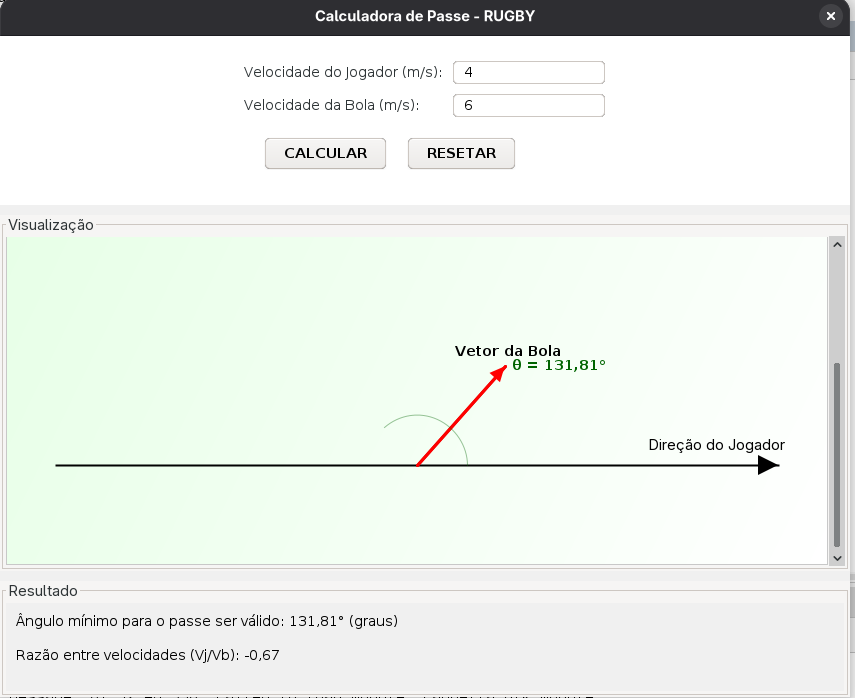 Calculadora de Passe - RUGBY
Velocidade do Jogador (m/s): 4
Velocidade da Bola (m/s): 6
CALCULAR RESETAR
Visualização
Vetor da Bola
θ = 131,81°
Direção do Jogador
Resultado
Ângulo mínimo para o passe ser válido: 131,81° (graus)
Razão entre velocidades (Vj/Vb): -0,67